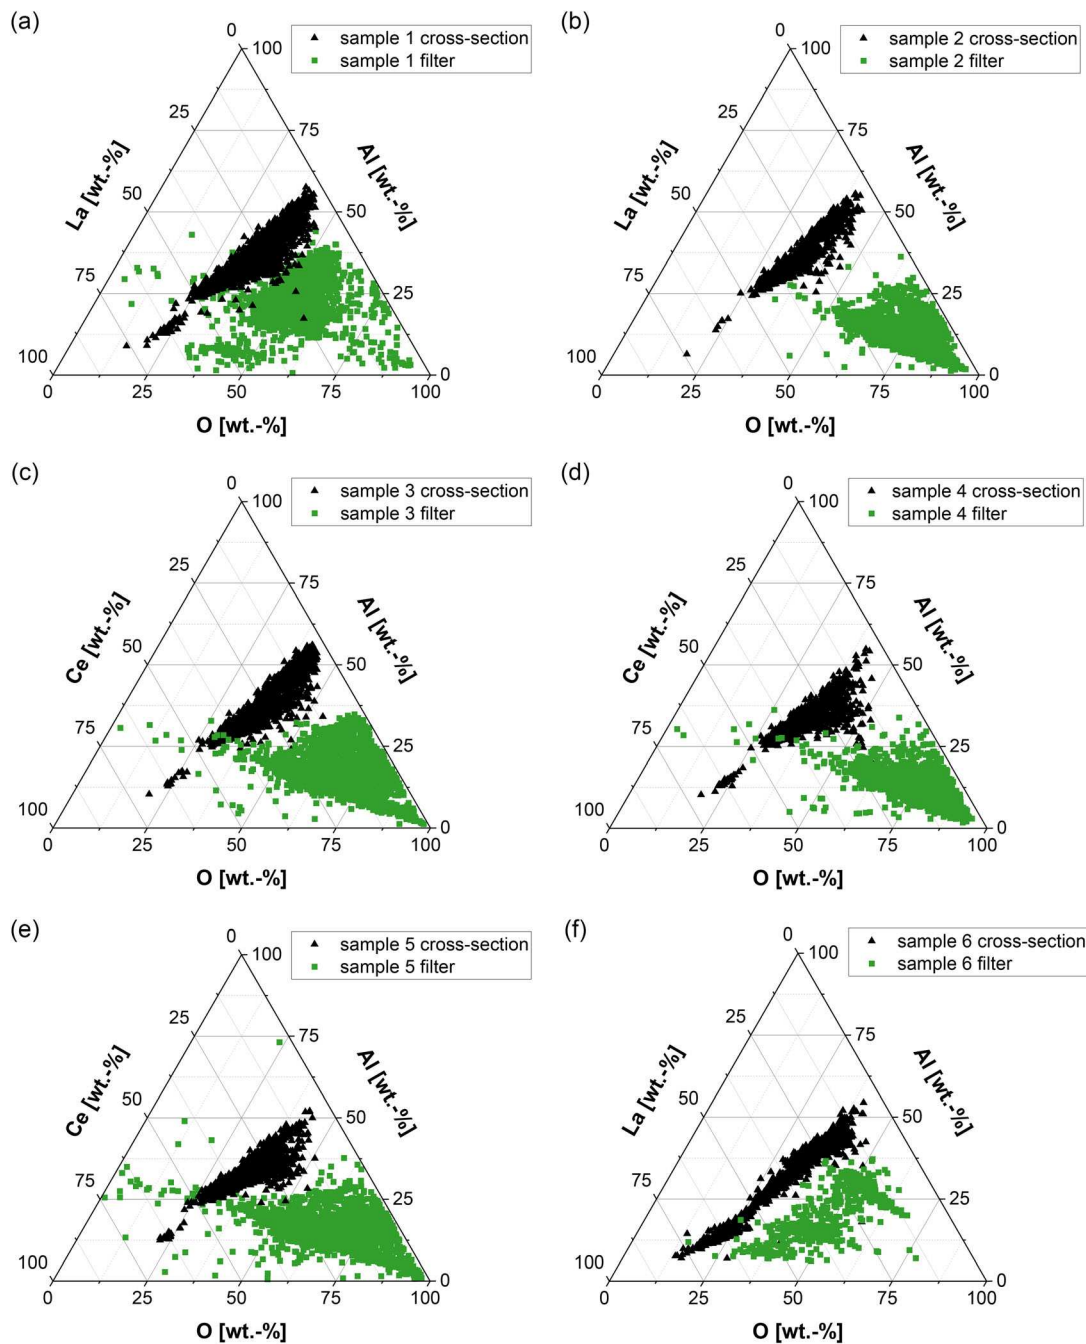 (a)
sample 1 cross-section
sample 1 filter
0
100
25
75
La [wt.-%]
Al [wt.-%]
50
50
75
25
100
0
0
25
50
75
100
O [wt.-%]
(b)
sample 2 cross-section
sample 2 filter
0
100
25
75
La [wt.-%]
Al [wt.-%]
50
50
75
25
100
0
0
25
50
75
100
O [wt.-%]
(c)
sample 3 cross-section
sample 3 filter
0
100
25
75
Ce [wt.-%]
Al [wt.-%]
50
50
75
25
100
0
0
25
50
75
100
O [wt.-%]
(d)
sample 4 cross-section
sample 4 filter
0
100
25
75
Ce [wt.-%]
Al [wt.-%]
50
50
75
25
100
0
0
25
50
75
100
O [wt.-%]
(e)
sample 5 cross-section
sample 5 filter
0
100
25
75
Ce [wt.-%]
Al [wt.-%]
50
50
75
25
100
0
0
25
50
75
100
O [wt.-%]
(f)
sample 6 cross-section
sample 6 filter
0
100
25
75
La [wt.-%]
Al [wt.-%]
50
50
75
25
100
0
0
25
50
75
100
O [wt.-%]